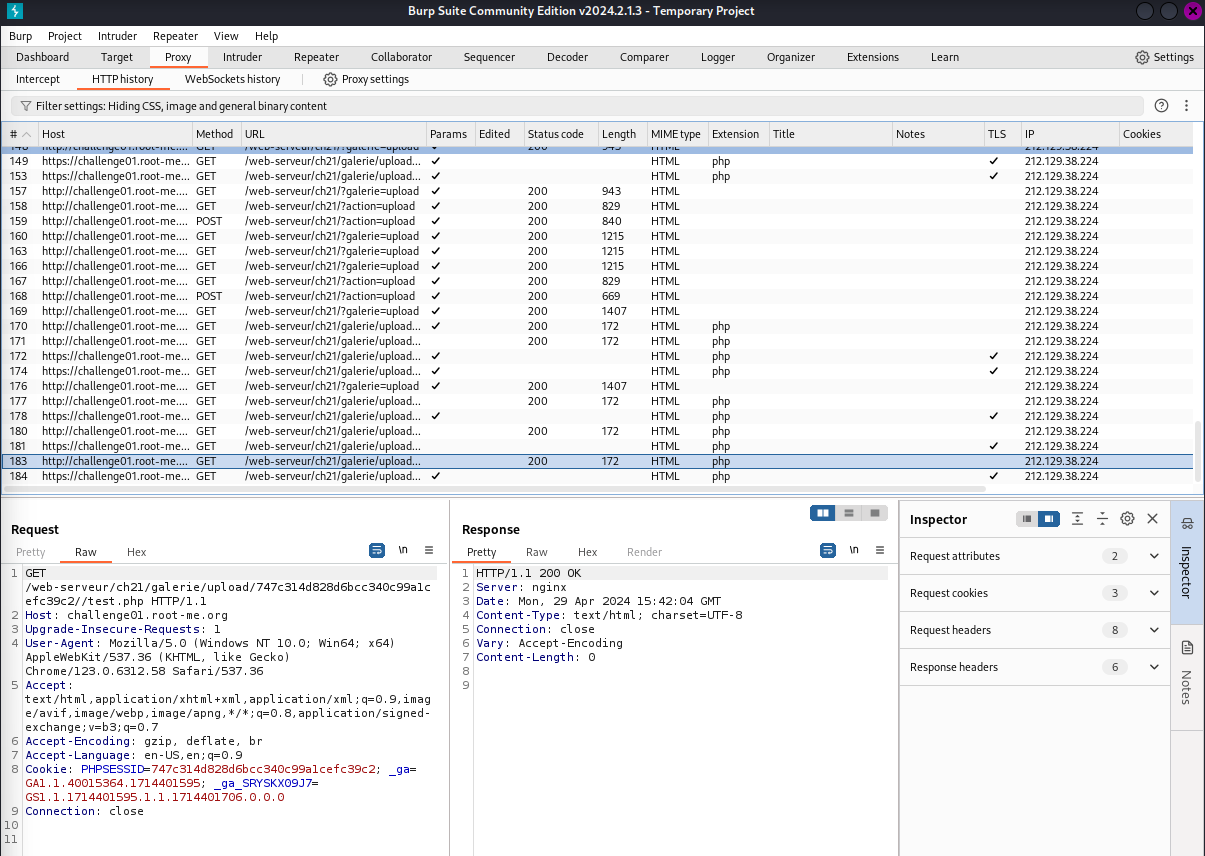 Burp Suite Community Edition v2024.2.1.3 - Temporary Project
Burp Project Intruder Repeater View Help
Dashboard Target Proxy Intruder Repeater Collaborator Sequencer Decoder Comparer Logger Organizer Extensions Learn Settings
Intercept HTTP history WebSockets history Proxy settings
Filter settings: Hiding CSS, image and general binary content
# Host Method URL Params Edited Status code Length MIME type Extension Title Notes TLS IP Cookies
148 http://challenge01.root-me.... GET /web-serveur/ch21/?galerie=upload ✓ 200 943 HTML 212.129.38.224
149 https://challenge01.root-me... GET /web-serveur/ch21/galerie/upload... ✓ HTML php ✓ 212.129.38.224
153 https://challenge01.root-me... GET /web-serveur/ch21/galerie/upload... ✓ HTML php ✓ 212.129.38.224
157 http://challenge01.root-me.... GET /web-serveur/ch21/?galerie=upload ✓ 200 943 HTML 212.129.38.224
158 http://challenge01.root-me.... GET /web-serveur/ch21/?action=upload ✓ 200 829 HTML 212.129.38.224
159 http://challenge01.root-me.... POST /web-serveur/ch21/?action=upload ✓ 200 840 HTML 212.129.38.224
160 http://challenge01.root-me.... GET /web-serveur/ch21/?galerie=upload ✓ 200 1215 HTML 212.129.38.224
163 http://challenge01.root-me.... GET /web-serveur/ch21/?galerie=upload ✓ 200 1215 HTML 212.129.38.224
166 http://challenge01.root-me.... GET /web-serveur/ch21/?galerie=upload ✓ 200 1215 HTML 212.129.38.224
167 http://challenge01.root-me.... GET /web-serveur/ch21/?action=upload ✓ 200 829 HTML 212.129.38.224
168 http://challenge01.root-me.... POST /web-serveur/ch21/?action=upload ✓ 200 669 HTML 212.129.38.224
169 http://challenge01.root-me.... GET /web-serveur/ch21/?galerie=upload ✓ 200 1407 HTML 212.129.38.224
170 http://challenge01.root-me.... GET /web-serveur/ch21/galerie/upload... ✓ 200 172 HTML php 212.129.38.224
171 http://challenge01.root-me.... GET /web-serveur/ch21/galerie/upload... 200 172 HTML php 212.129.38.224
172 https://challenge01.root-me... GET /web-serveur/ch21/galerie/upload... ✓ HTML php ✓ 212.129.38.224
174 https://challenge01.root-me... GET /web-serveur/ch21/galerie/upload... ✓ HTML php ✓ 212.129.38.224
176 http://challenge01.root-me.... GET /web-serveur/ch21/?galerie=upload ✓ 200 1407 HTML 212.129.38.224
177 http://challenge01.root-me.... GET /web-serveur/ch21/galerie/upload... 200 172 HTML php 212.129.38.224
178 https://challenge01.root-me... GET /web-serveur/ch21/galerie/upload... ✓ HTML php ✓ 212.129.38.224
180 http://challenge01.root-me.... GET /web-serveur/ch21/galerie/upload... 200 172 HTML php 212.129.38.224
181 https://challenge01.root-me... GET /web-serveur/ch21/galerie/upload... HTML php ✓ 212.129.38.224
183 http://challenge01.root-me.... GET /web-serveur/ch21/galerie/upload... 200 172 HTML php 212.129.38.224
184 https://challenge01.root-me... GET /web-serveur/ch21/galerie/upload... ✓ HTML php ✓ 212.129.38.224
Request
Pretty Raw Hex \n
1 GET
/web-serveur/ch21/galerie/upload/747c314d828d6bcc340c99a1c
efc39c2//test.php HTTP/1.1
2 Host: challenge01.root-me.org
3 Upgrade-Insecure-Requests: 1
4 User-Agent: Mozilla/5.0 (Windows NT 10.0; Win64; x64)
AppleWebKit/537.36 (KHTML, like Gecko)
Chrome/123.0.6312.58 Safari/537.36
5 Accept:
text/html,application/xhtml+xml,application/xml;q=0.9,imag
e/avif,image/webp,image/apng,*/*;q=0.8,application/signed-
exchange;v=b3;q=0.7
6 Accept-Encoding: gzip, deflate, br
7 Accept-Language: en-US,en;q=0.9
8 Cookie: PHPSESSID=747c314d828d6bcc340c99a1cefc39c2; _ga=
GA1.1.40015364.1714401595; _ga_SRYSKX09J7=
GS1.1.1714401595.1.1.1714401706.0.0.0
9 Connection: close
10
11
Response
Pretty Raw Hex Render \n
1 HTTP/1.1 200 OK
2 Server: nginx
3 Date: Mon, 29 Apr 2024 15:42:04 GMT
4 Content-Type: text/html; charset=UTF-8
5 Connection: close
6 Vary: Accept-Encoding
7 Content-Length: 0
8
9
Inspector
Request attributes 2
Request cookies 3
Request headers 8
Response headers 6
Inspector
Notes